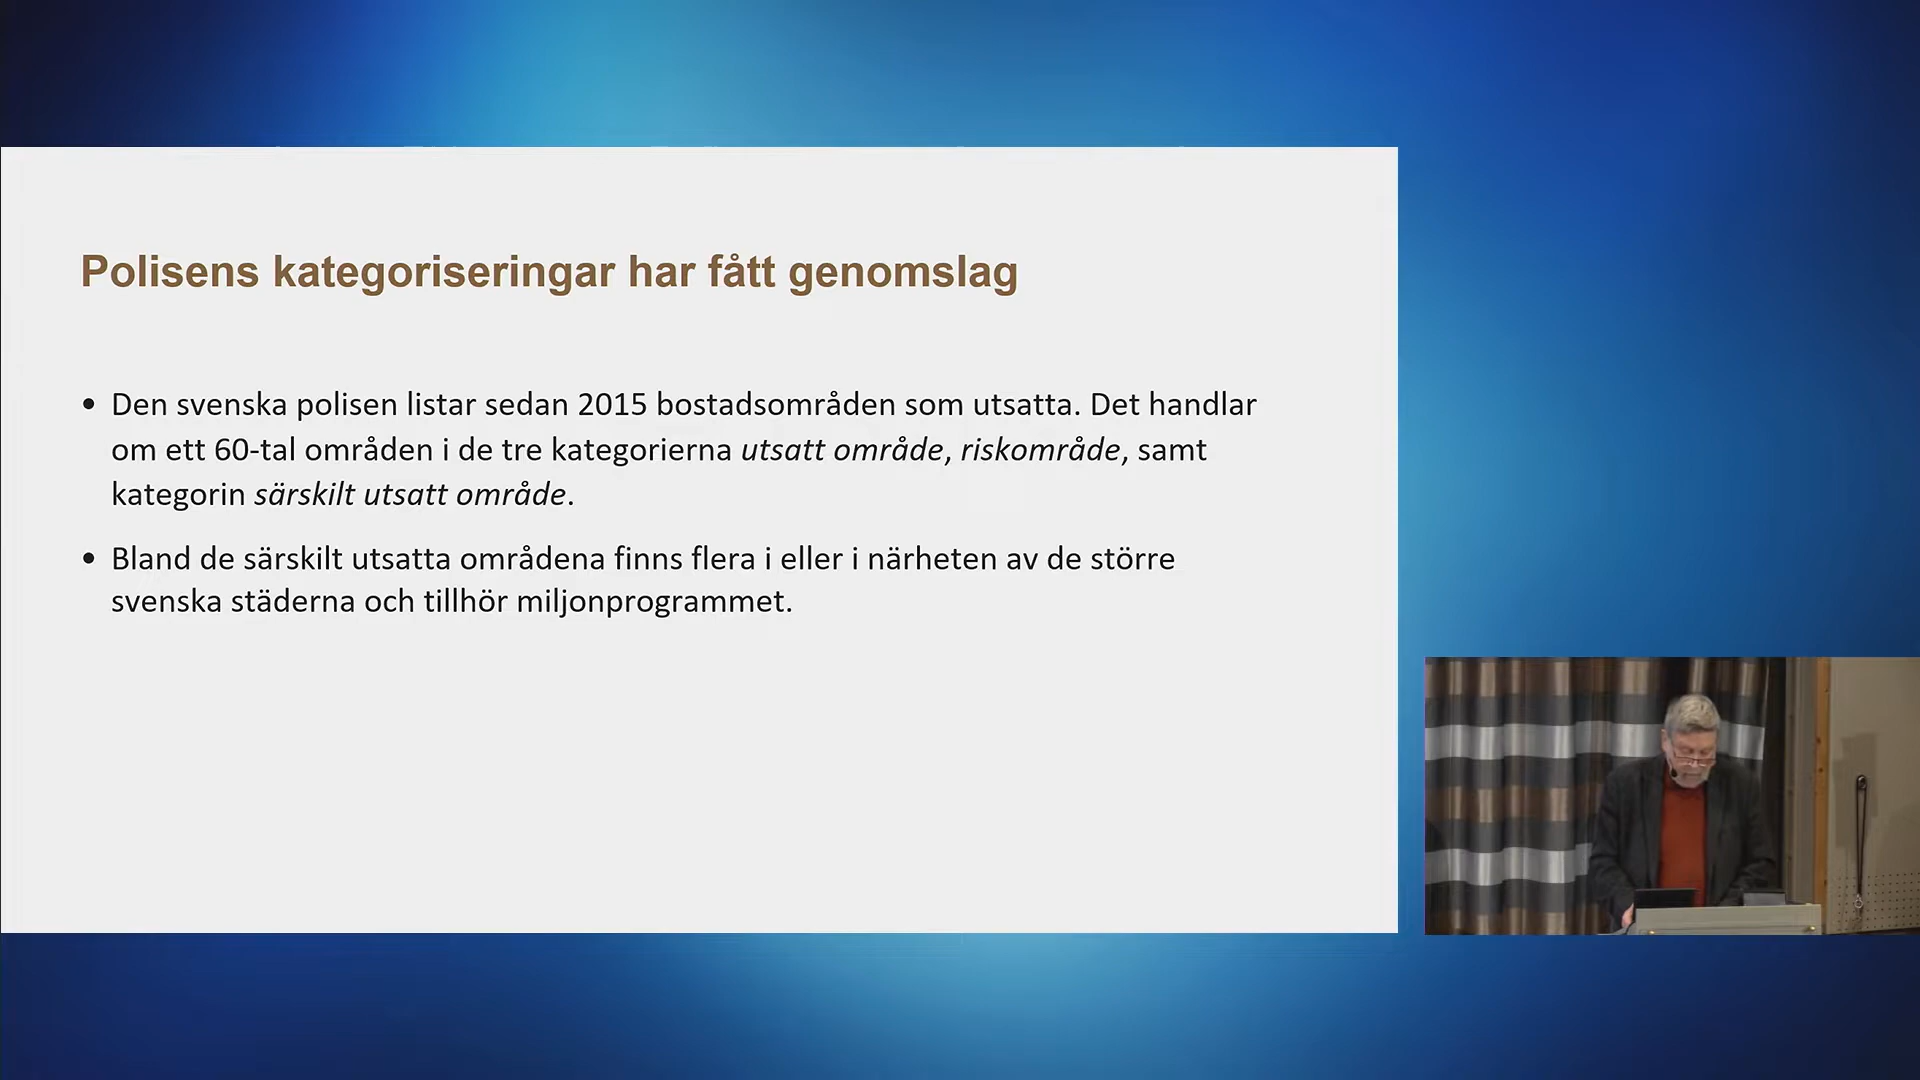 Polisens kategoriseringar har fått genomslag
• Den svenska polisen listar sedan 2015 bostadsområden som utsatta. Det handlar
om ett 60-tal områden i de tre kategorierna utsatt område, riskområde, samt
kategorin särskilt utsatt område.
• Bland de särskilt utsatta områdena finns flera i eller i närheten av de större
svenska städerna och tillhör miljonprogrammet.